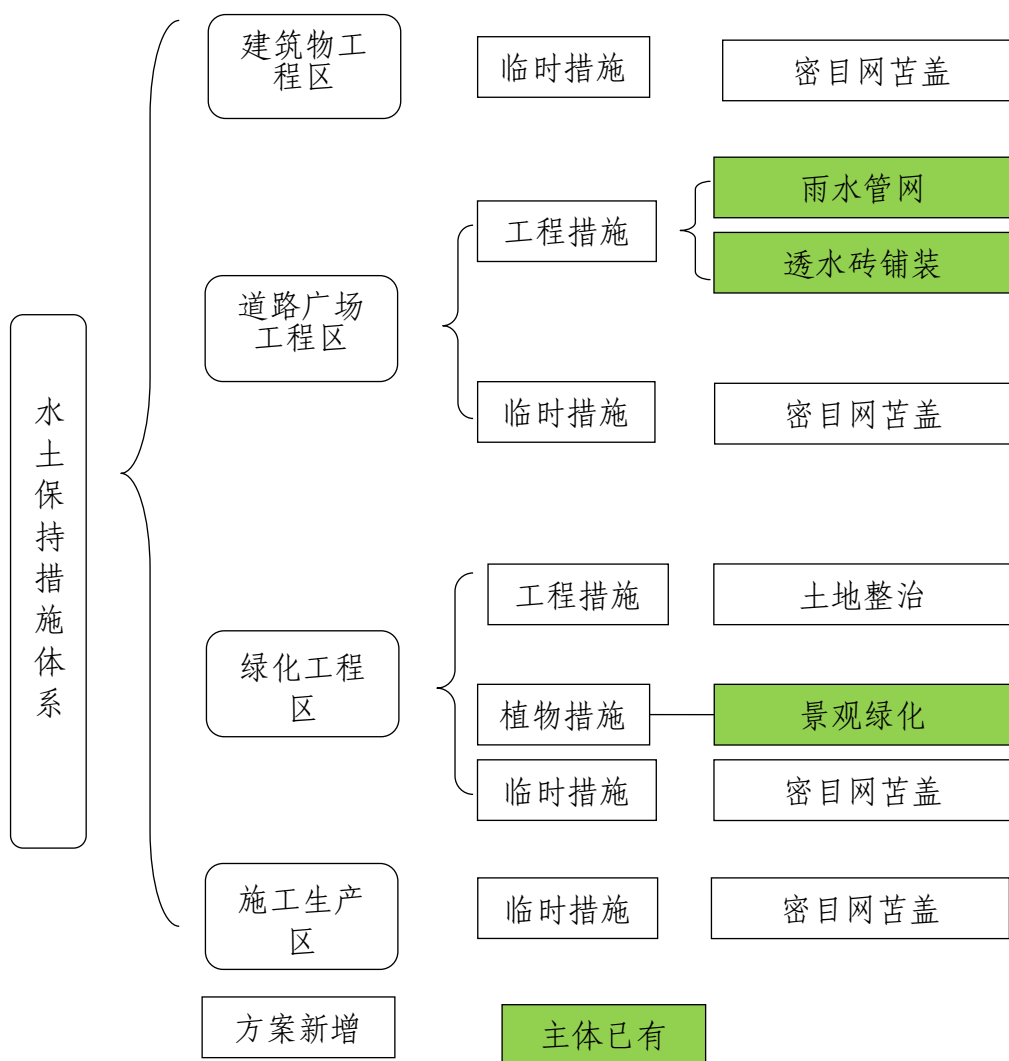 水土保持措施体系
建筑物工
程区
临时措施
密目网苫盖
道路广场
工程区
工程措施
雨水管网
透水砖铺装
临时措施
密目网苫盖
绿化工程
区
工程措施
土地整治
植物措施
景观绿化
临时措施
密目网苫盖
施工生产
区
临时措施
密目网苫盖
方案新增
主体已有